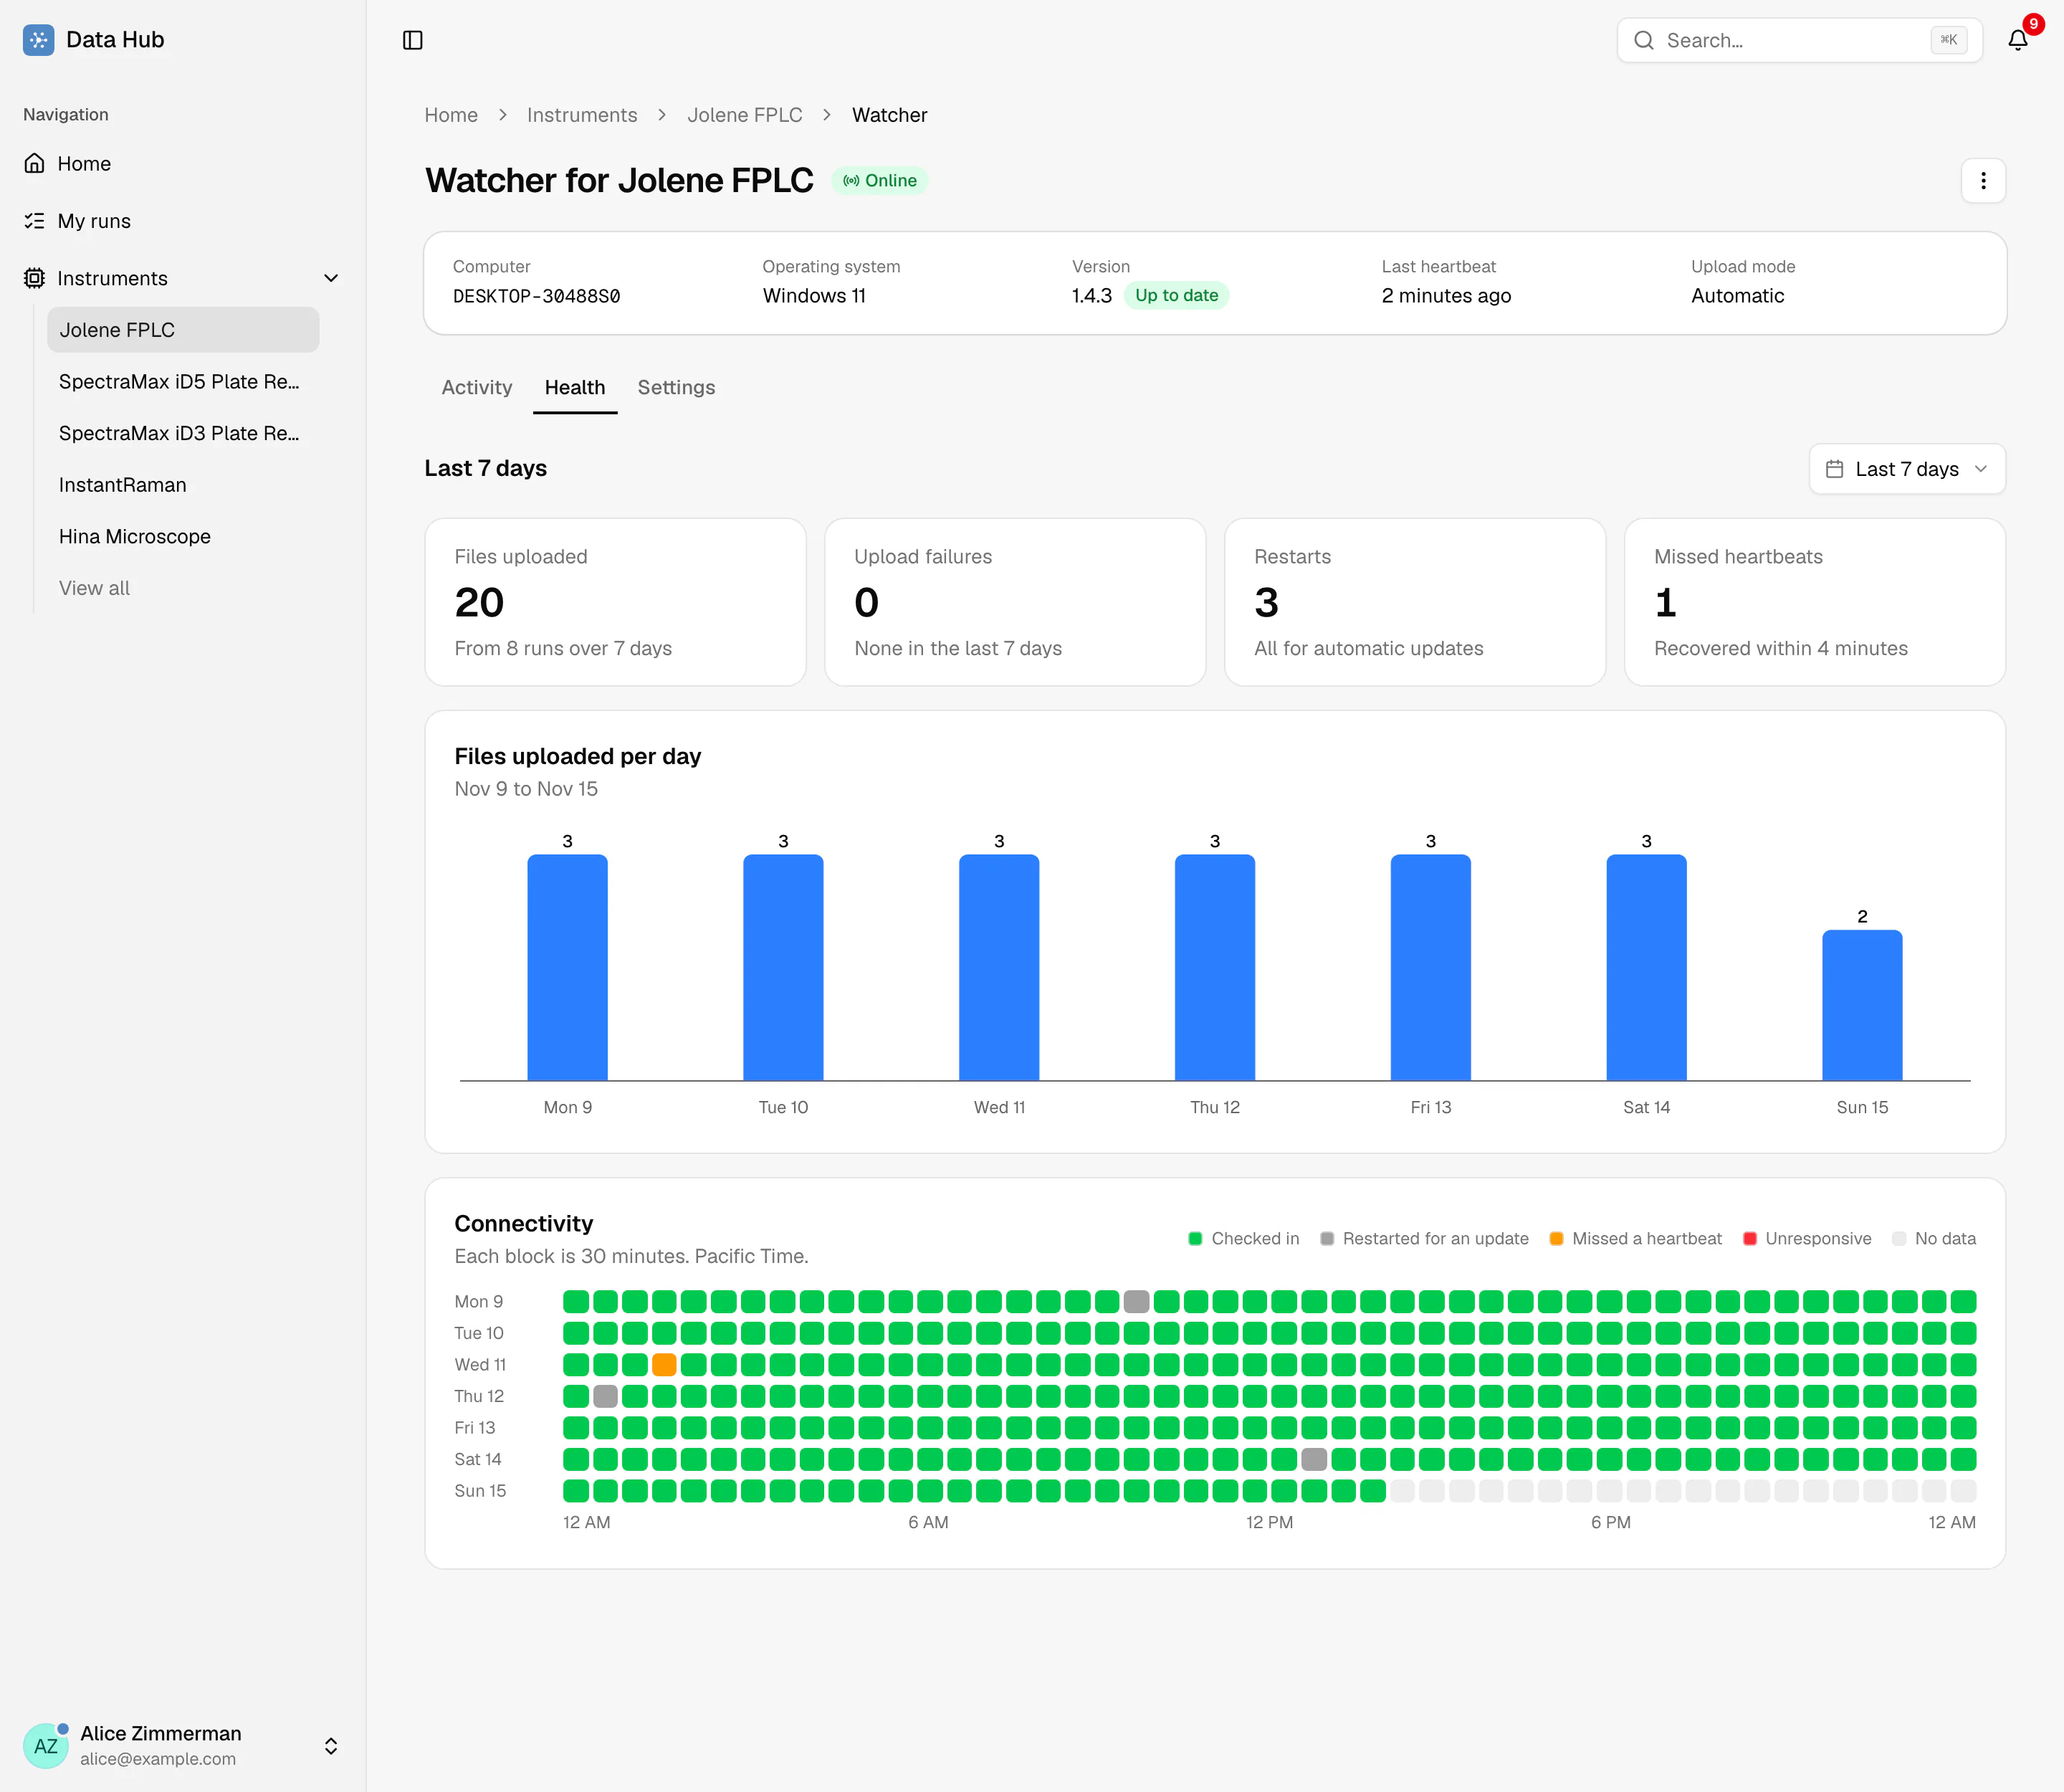 Data Hub
Search...
⌘K
9
Navigation
Home
My runs
Instruments
Jolene FPLC
SpectraMax iD5 Plate Re...
SpectraMax iD3 Plate Re...
InstantRaman
Hina Microscope
View all
Home > Instruments > Jolene FPLC > Watcher
Watcher for Jolene FPLC
Online
Computer
DESKTOP-30488S0
Operating system
Windows 11
Version
1.4.3 Up to date
Last heartbeat
2 minutes ago
Upload mode
Automatic
Activity Health Settings
Last 7 days
Last 7 days
Files uploaded
20
From 8 runs over 7 days
Upload failures
0
None in the last 7 days
Restarts
3
All for automatic updates
Missed heartbeats
1
Recovered within 4 minutes
Files uploaded per day
Nov 9 to Nov 15
3 3 3 3 3 3 2
Mon 9 Tue 10 Wed 11 Thu 12 Fri 13 Sat 14 Sun 15
Connectivity
Each block is 30 minutes. Pacific Time.
Checked in Restarted for an update Missed a heartbeat Unresponsive No data
Mon 9
Tue 10
Wed 11
Thu 12
Fri 13
Sat 14
Sun 15
12 AM 6 AM 12 PM 6 PM 12 AM
AZ
Alice Zimmerman
alice@example.com